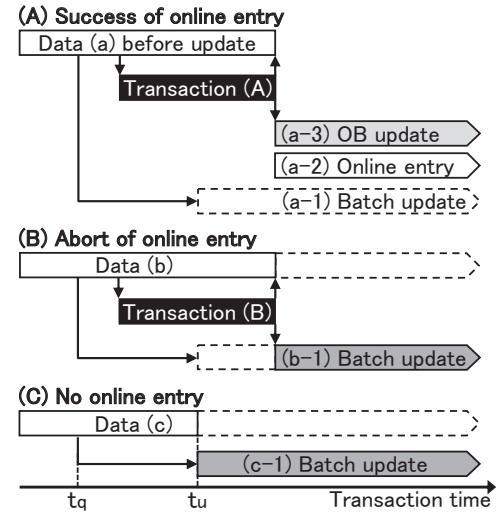 (A) Success of online entry
Data (a) before update
Transaction (A)
(a-3) OB update
(a-2) Online entry
(a-1) Batch update
(B) Abort of online entry
Data (b)
Transaction (B)
(b-1) Batch update
(C) No online entry
Data (c)
(c-1) Batch update
tq tu Transaction time